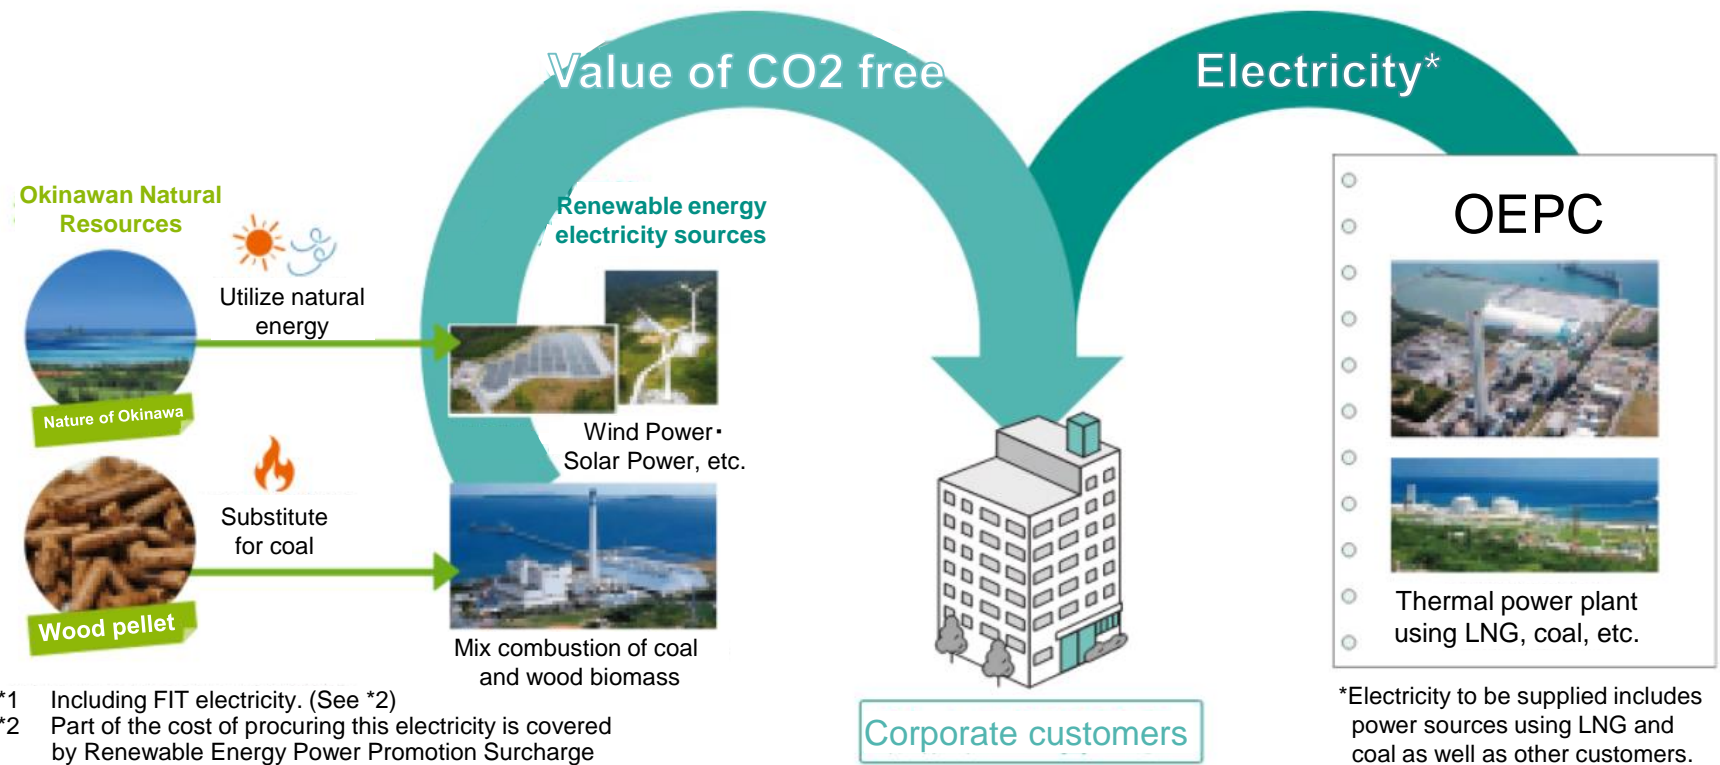 Value of CO2 free
Electricity*
Okinawan Natural
Resources
Utilize natural
energy
Nature of Okinawa
Substitute
for coal
Wood pellet
Renewable energy
electricity sources
Wind Power・
Solar Power, etc.
Mix combustion of coal
and wood biomass
Corporate customers
OEPC
Thermal power plant
using LNG, coal, etc.
*Electricity to be supplied includes
power sources using LNG and
coal as well as other customers.
*1 Including FIT electricity. (See *2)
*2 Part of the cost of procuring this electricity is covered
by Renewable Energy Power Promotion Surcharge